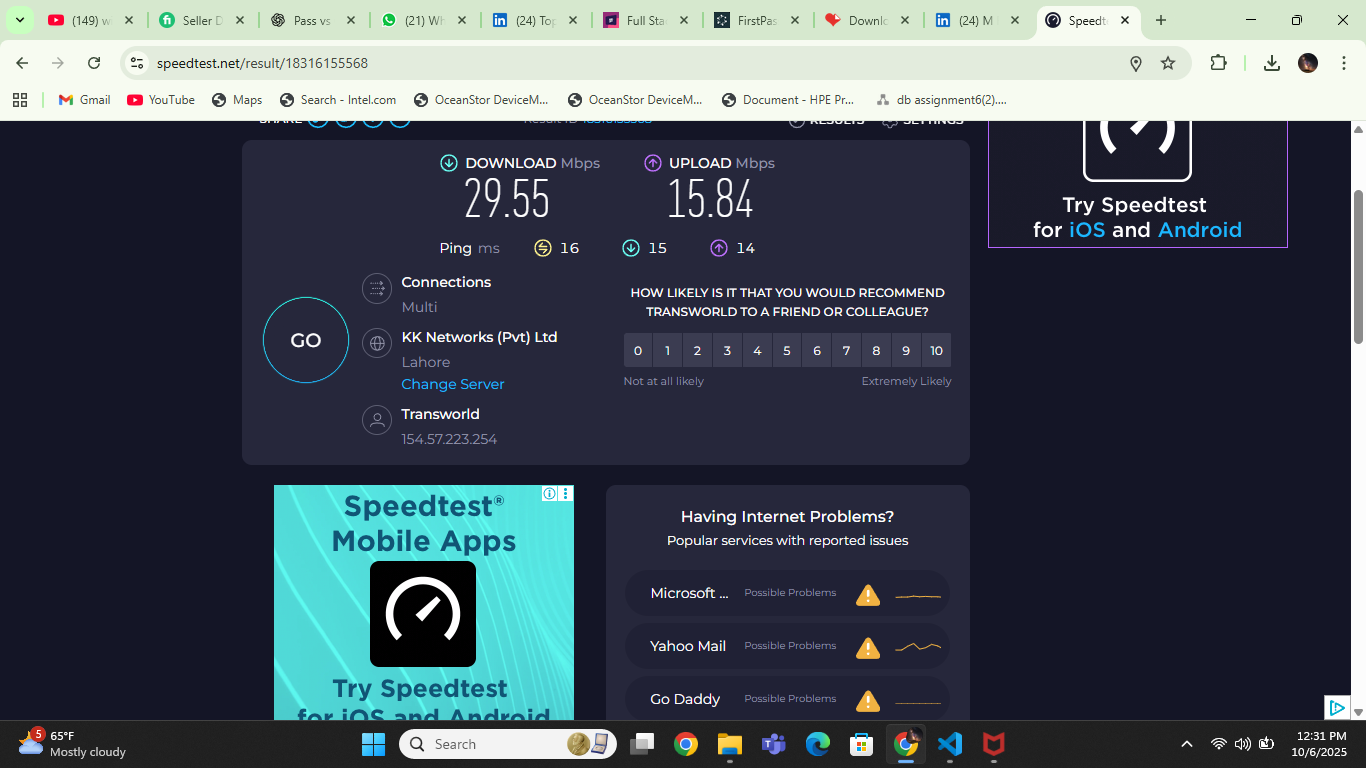 (149) w
Seller D
Pass vs
(21) Wh
(24) Top
Full Sta
FirstPas
Downlo
(24) M
Speedte
speedtest.net/result/18316155568
Gmail
YouTube
Maps
Search - Intel.com
OceanStor DeviceM...
OceanStor DeviceM...
Document - HPE Pr...
db assignment6(2)....
SHARE
Result ID 18316155568
RESULTS
SETTINGS
DOWNLOAD Mbps
29.55
UPLOAD Mbps
15.84
Ping ms 16 15 14
GO
Connections
Multi
KK Networks (Pvt) Ltd
Lahore
Change Server
Transworld
154.57.223.254
HOW LIKELY IS IT THAT YOU WOULD RECOMMEND
TRANSWORLD TO A FRIEND OR COLLEAGUE?
0 1 2 3 4 5 6 7 8 9 10
Not at all likely
Extremely Likely
Try Speedtest
for iOS and Android
Speedtest®
Mobile Apps
Try Speedtest
for iOS and Android
Having Internet Problems?
Popular services with reported issues
Microsoft ... Possible Problems
Yahoo Mail Possible Problems
Go Daddy Possible Problems
5
65°F
Mostly cloudy
Search
12:31 PM
10/6/2025